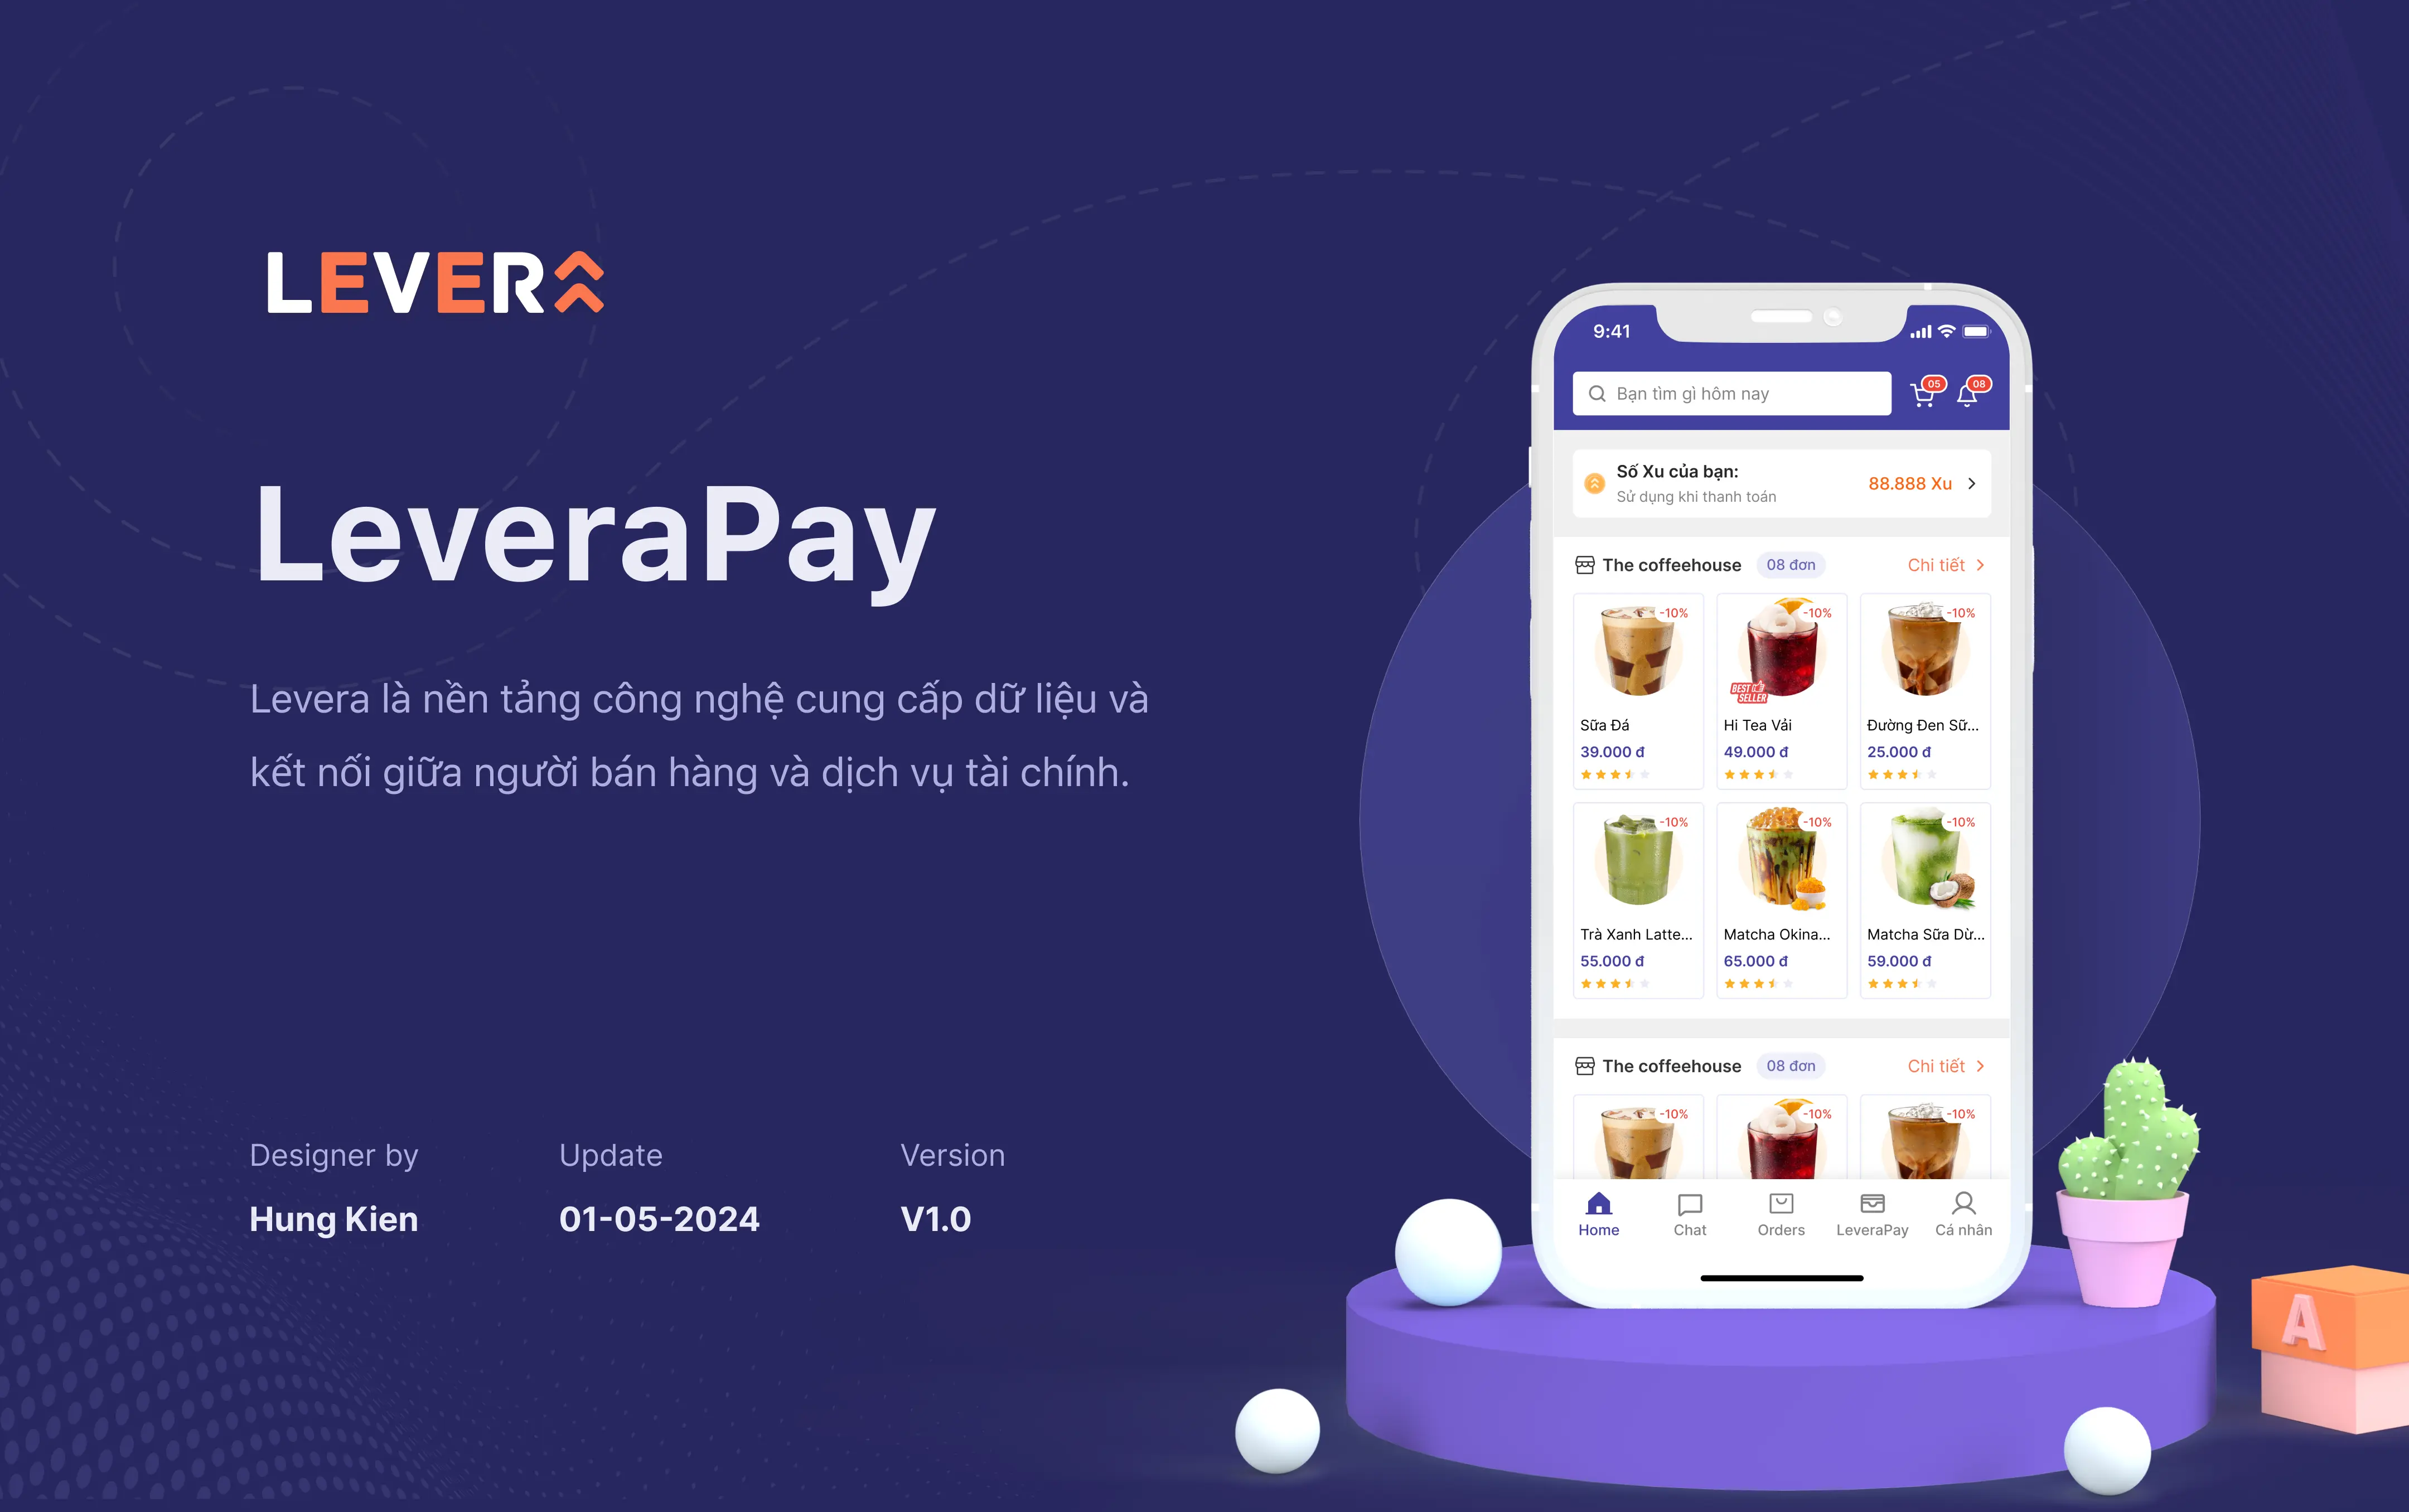 LEVER
LeveraPay
Levera là nền tảng công nghệ cung cấp dữ liệu và
kết nối giữa người bán hàng và dịch vụ tài chính.
Designer by
Hung Kien
Update
01-05-2024
Version
V1.0
9:41
Bạn tìm gì hôm nay
05
08
Số Xu của bạn:
Sử dụng khi thanh toán
88.888 Xu
The coffeehouse
08 đơn
Chi tiết
-10%
-10%
-10%
BEST
SELLER
Sữa Đá
Hi Tea Vải
Đường Đen Sữ...
39.000 đ
49.000 đ
25.000 đ
-10%
-10%
-10%
Trà Xanh Latte...
Matcha Okina...
Matcha Sữa Dừ...
55.000 đ
65.000 đ
59.000 đ
The coffeehouse
08 đơn
Chi tiết
-10%
-10%
-10%
Home
Chat
Orders
LeveraPay
Cá nhân
A